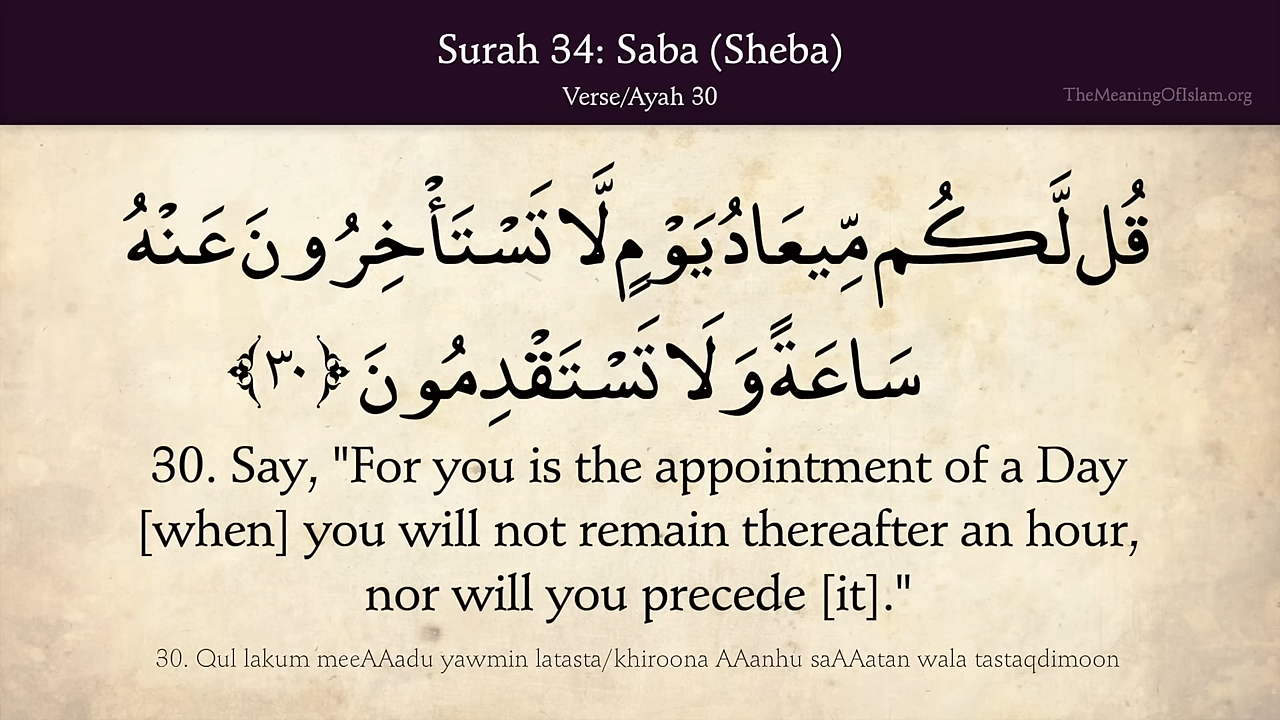 Surah 34: Saba (Sheba)
Verse/Ayah 30
TheMeaningOfIslam.org
قُل لَّكُم مِّيعَادُ يَوْمٍ لَّا تَسْتَأْخِرُونَ عَنْهُ
سَاعَةً وَلَا تَسْتَقْدِمُونَ ﴿٣٠﴾
30. Say, "For you is the appointment of a Day
[when] you will not remain thereafter an hour,
nor will you precede [it]."
30. Qul lakum meeAAadu yawmin latasta/khiroona AAanhu saAAatan wala tastaqdimoon